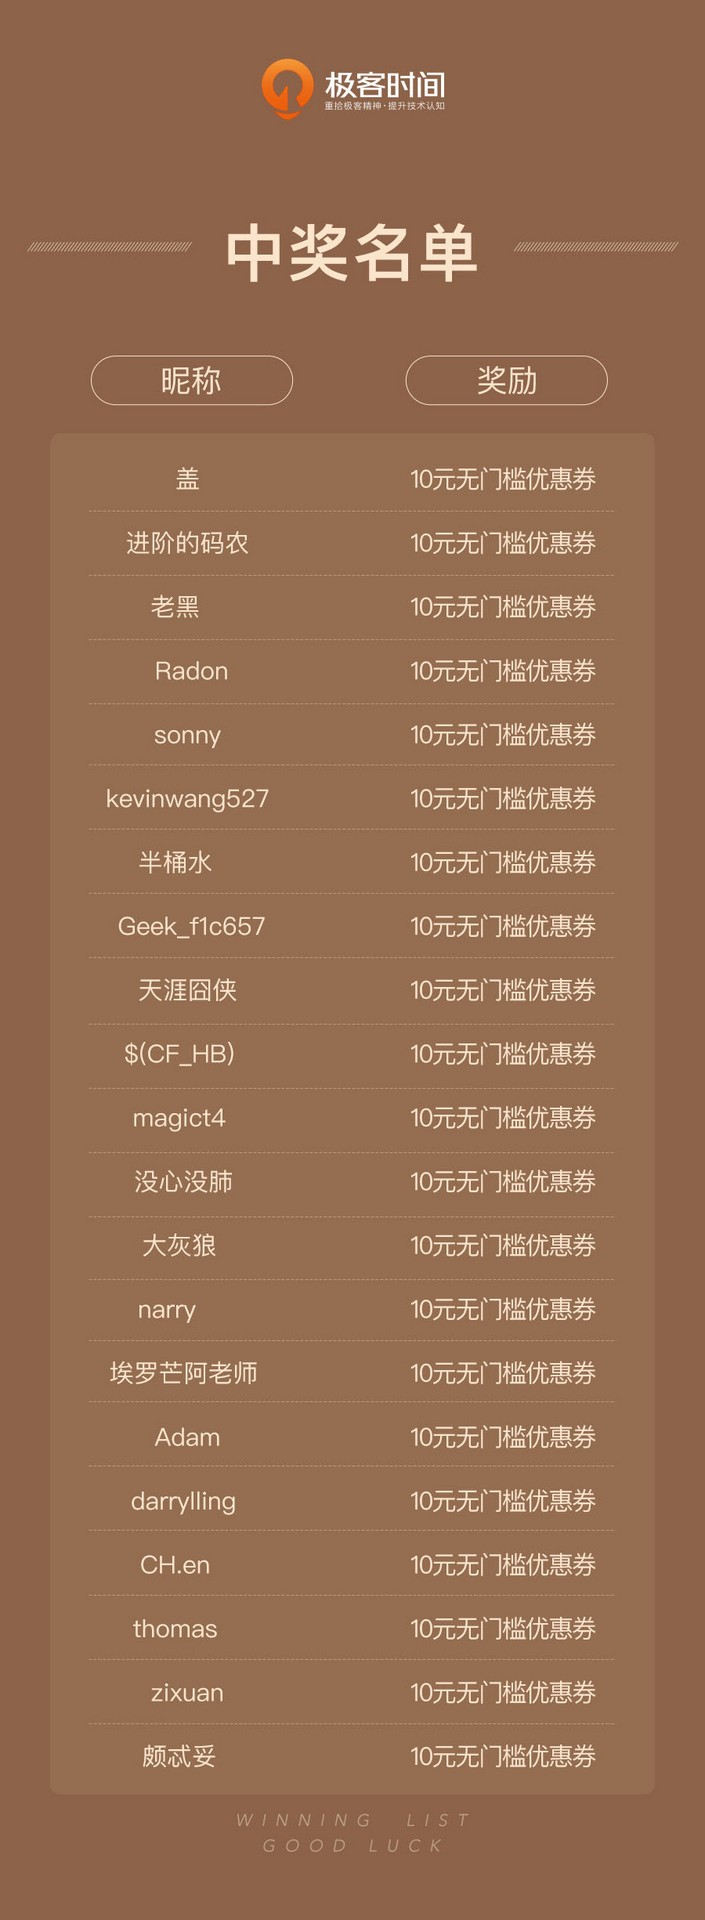 极客时间
重拾极客精神·提升技术认知
中奖名单
昵称 奖励
盖 10元无门槛优惠券
进阶的码农 10元无门槛优惠券
老黑 10元无门槛优惠券
Radon 10元无门槛优惠券
sonny 10元无门槛优惠券
kevinwang527 10元无门槛优惠券
半桶水 10元无门槛优惠券
Geek_f1c657 10元无门槛优惠券
天涯囧侠 10元无门槛优惠券
$(CF_HB) 10元无门槛优惠券
magict4 10元无门槛优惠券
没心没肺 10元无门槛优惠券
大灰狼 10元无门槛优惠券
narry 10元无门槛优惠券
埃罗芒阿老师 10元无门槛优惠券
Adam 10元无门槛优惠券
darrylling 10元无门槛优惠券
CH.en 10元无门槛优惠券
thomas 10元无门槛优惠券
zixuan 10元无门槛优惠券
颇忒妥 10元无门槛优惠券
WINNING LIST
GOOD LUCK